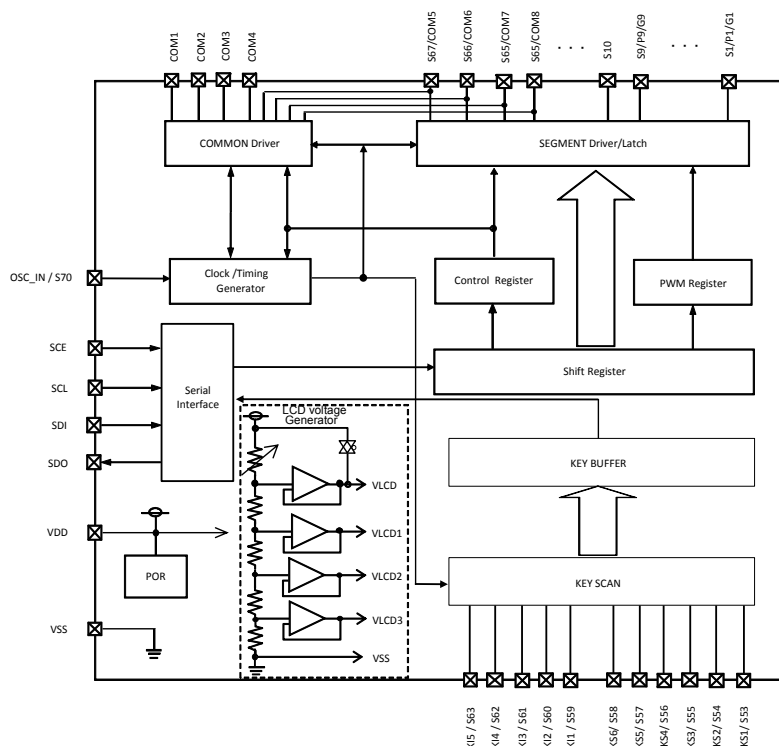 COM1
COM2
COM3
COM4
S67/COM5
S66/COM6
S65/COM7
S65/COM8
. . .
S10
S9/P9/G9
. . .
S1/P1/G1
COMMON Driver
SEGMENT Driver/Latch
OSC_IN / S70
Clock /Timing
Generator
Control Register
PWM Register
SCE
SCL
SDI
SDO
Serial
Interface
Shift Register
LCD voltage
Generator
KEY BUFFER
VLCD
VDD
VLCD1
POR
VLCD2
KEY SCAN
VLCD3
VSS
VSS
KI5/ S63
KI4 / S62
KI3 / S61
KI2 / S60
KI1 / S59
KS6/ S58
KS5/ S57
KS4/ S56
KS3/ S55
KS2/ S54
KS1/ S53